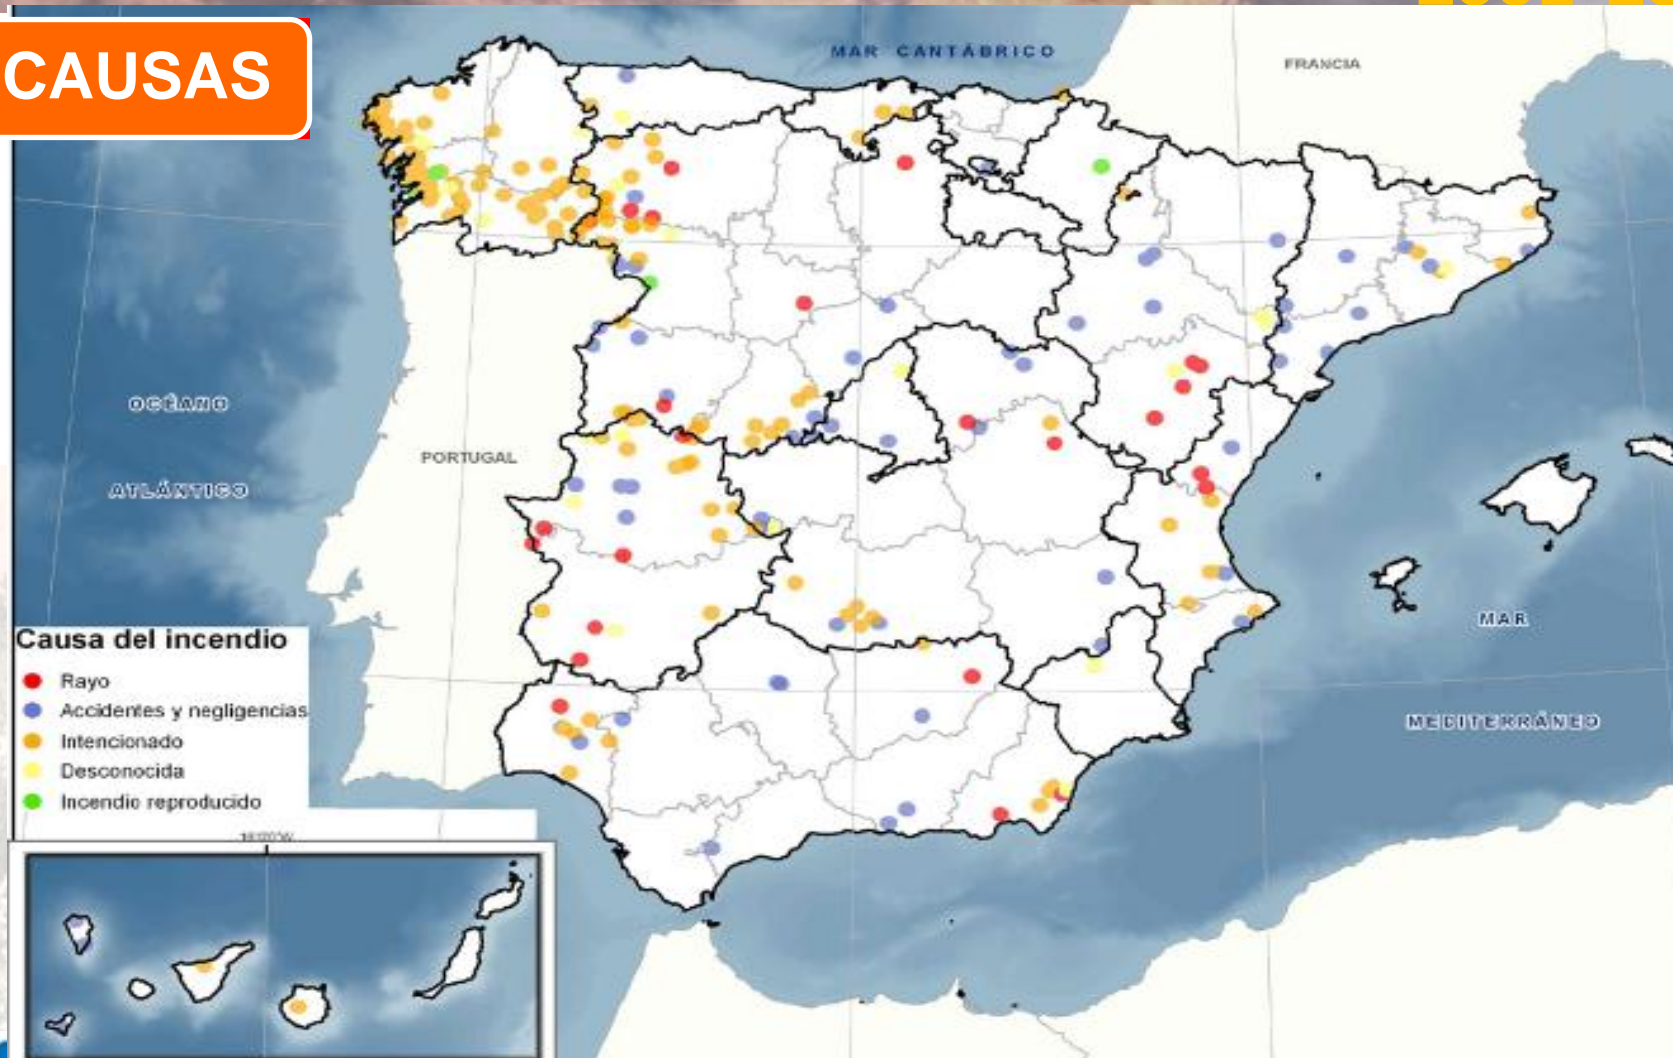 CAUSAS
MAR CANTÁBRICO
FRANCIA
OCÉANO
ATLÁNTICO
PORTUGAL
MAR
MEDITERRÁNEO
Causa del incendio
Rayo
Accidentes y negligencias
Intencionado
Desconocida
Incendio reproducido